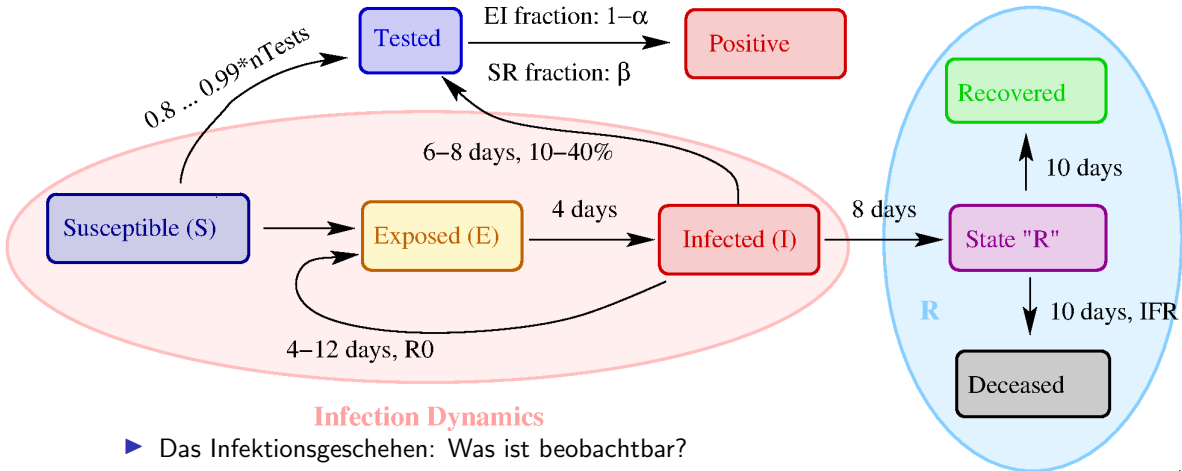 Tested
EI fraction: 1–α
SR fraction: β
Positive
0.8 ... 0.99*nTests
Recovered
6–8 days, 10–40%
10 days
Susceptible (S)
Exposed (E)
4 days
Infected (I)
8 days
State "R"
R
10 days, IFR
4–12 days, R0
Deceased
Infection Dynamics
Das Infektionsgeschehen: Was ist beobachtbar?